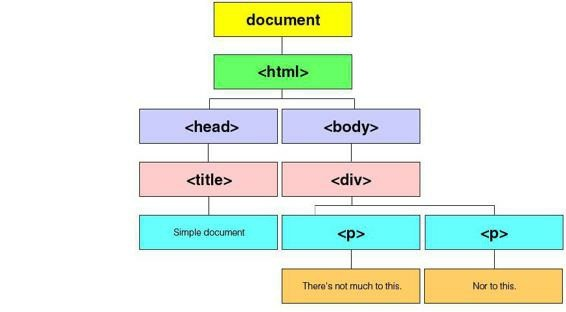 document
<html>
<head>
<body>
<title>
<div>
Simple document
<p>
<p>
There's not much to this.
Nor to this.